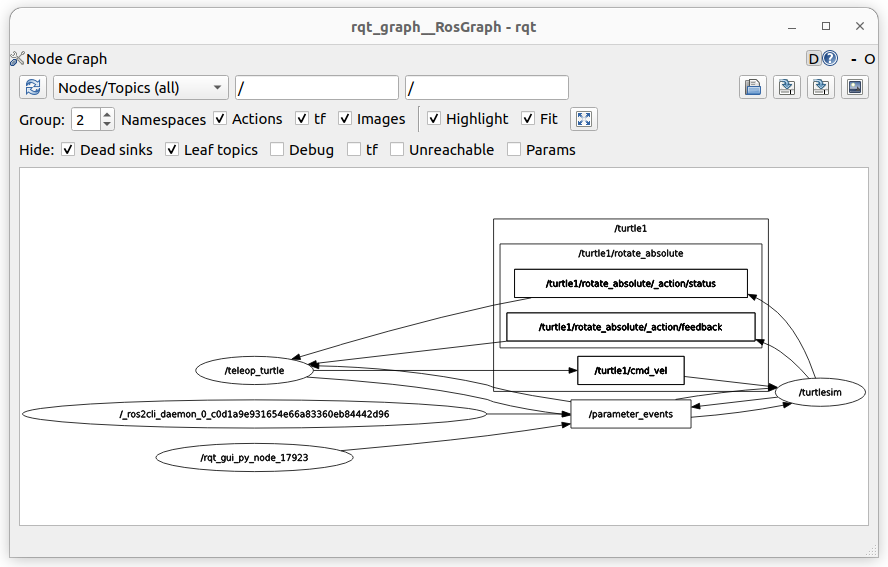 rqt_graph__RosGraph - rqt
Node Graph D ? - O
Nodes/Topics (all) / /
Group: 2 Namespaces Actions tf Images Highlight Fit
Hide: Dead sinks Leaf topics Debug tf Unreachable Params
/turtle1
/turtle1/rotate_absolute
/turtle1/rotate_absolute/_action/status
/turtle1/rotate_absolute/_action/feedback
/teleop_turtle
/turtle1/cmd_vel
/turtlesim
/_ros2cli_daemon_0_c0d1a9e931654e66a83360eb84442d96
/parameter_events
/rqt_gui_py_node_17923